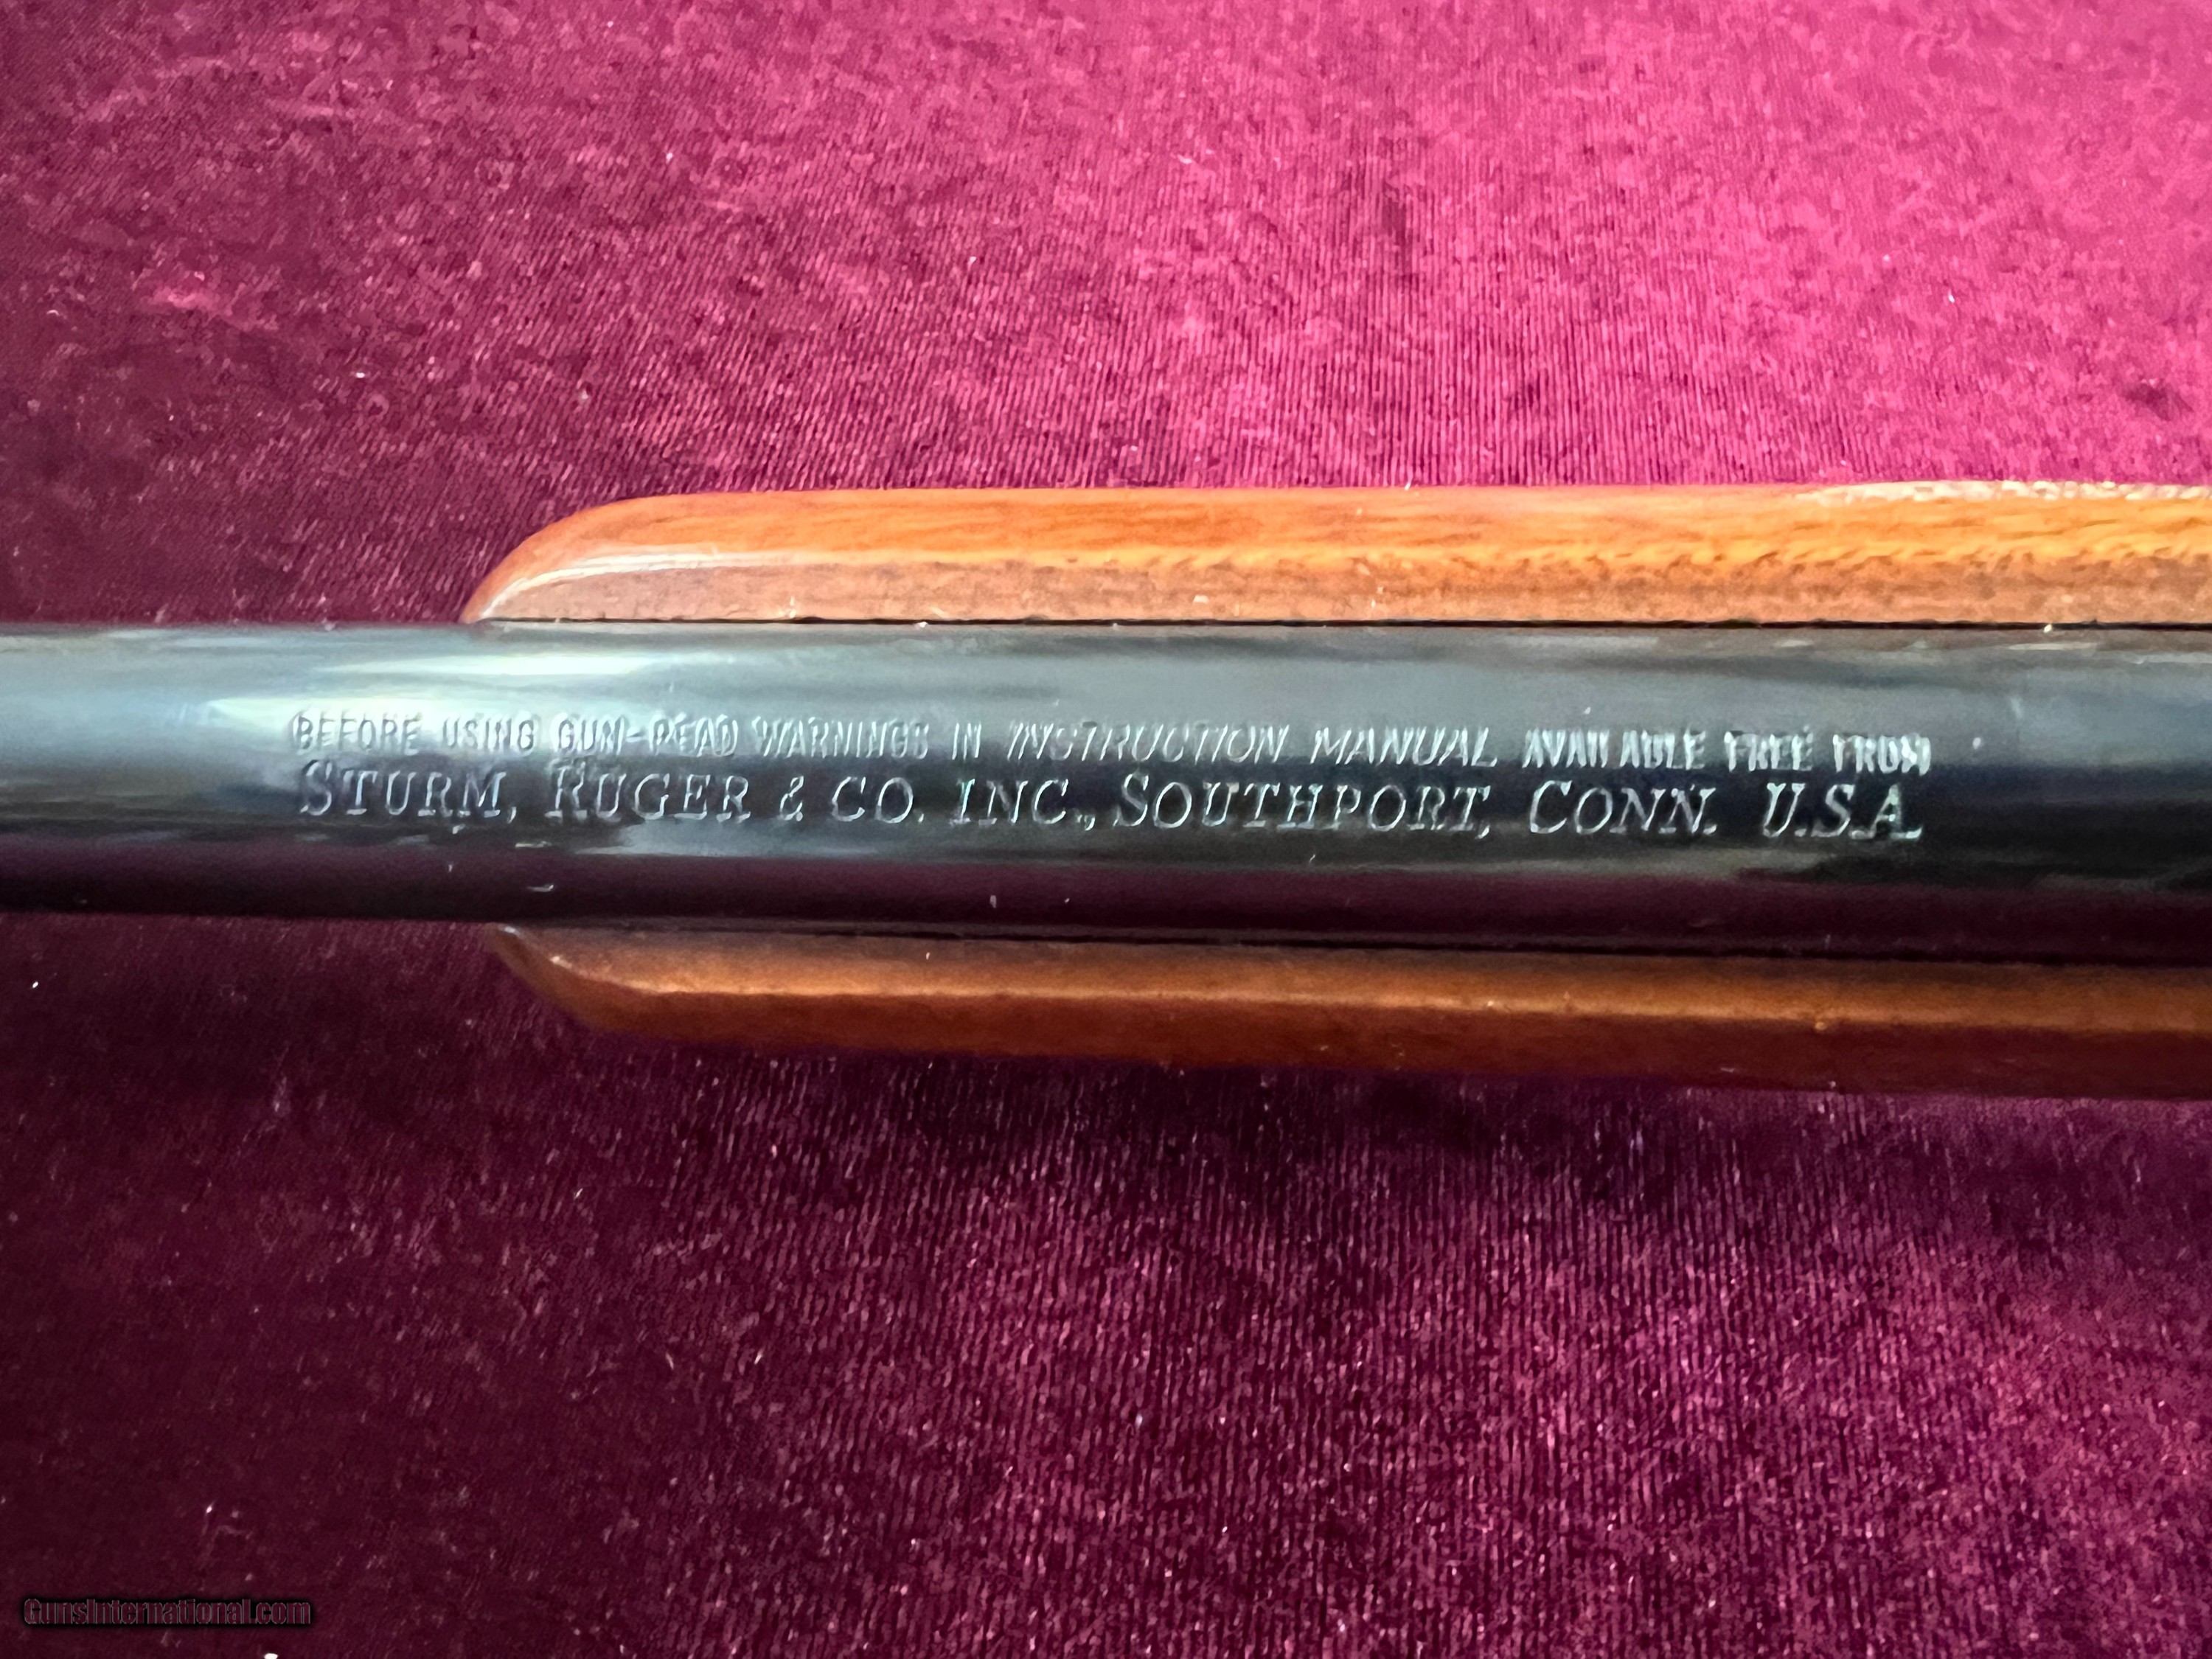 BEFORE USING GUN-READ WARNINGS IN INSTRUCTION MANUAL AVAILABLE FREE FROM
STURM, RUGER & CO. INC., SOUTHPORT, CONN. U.S.A.
GunsInternational.com